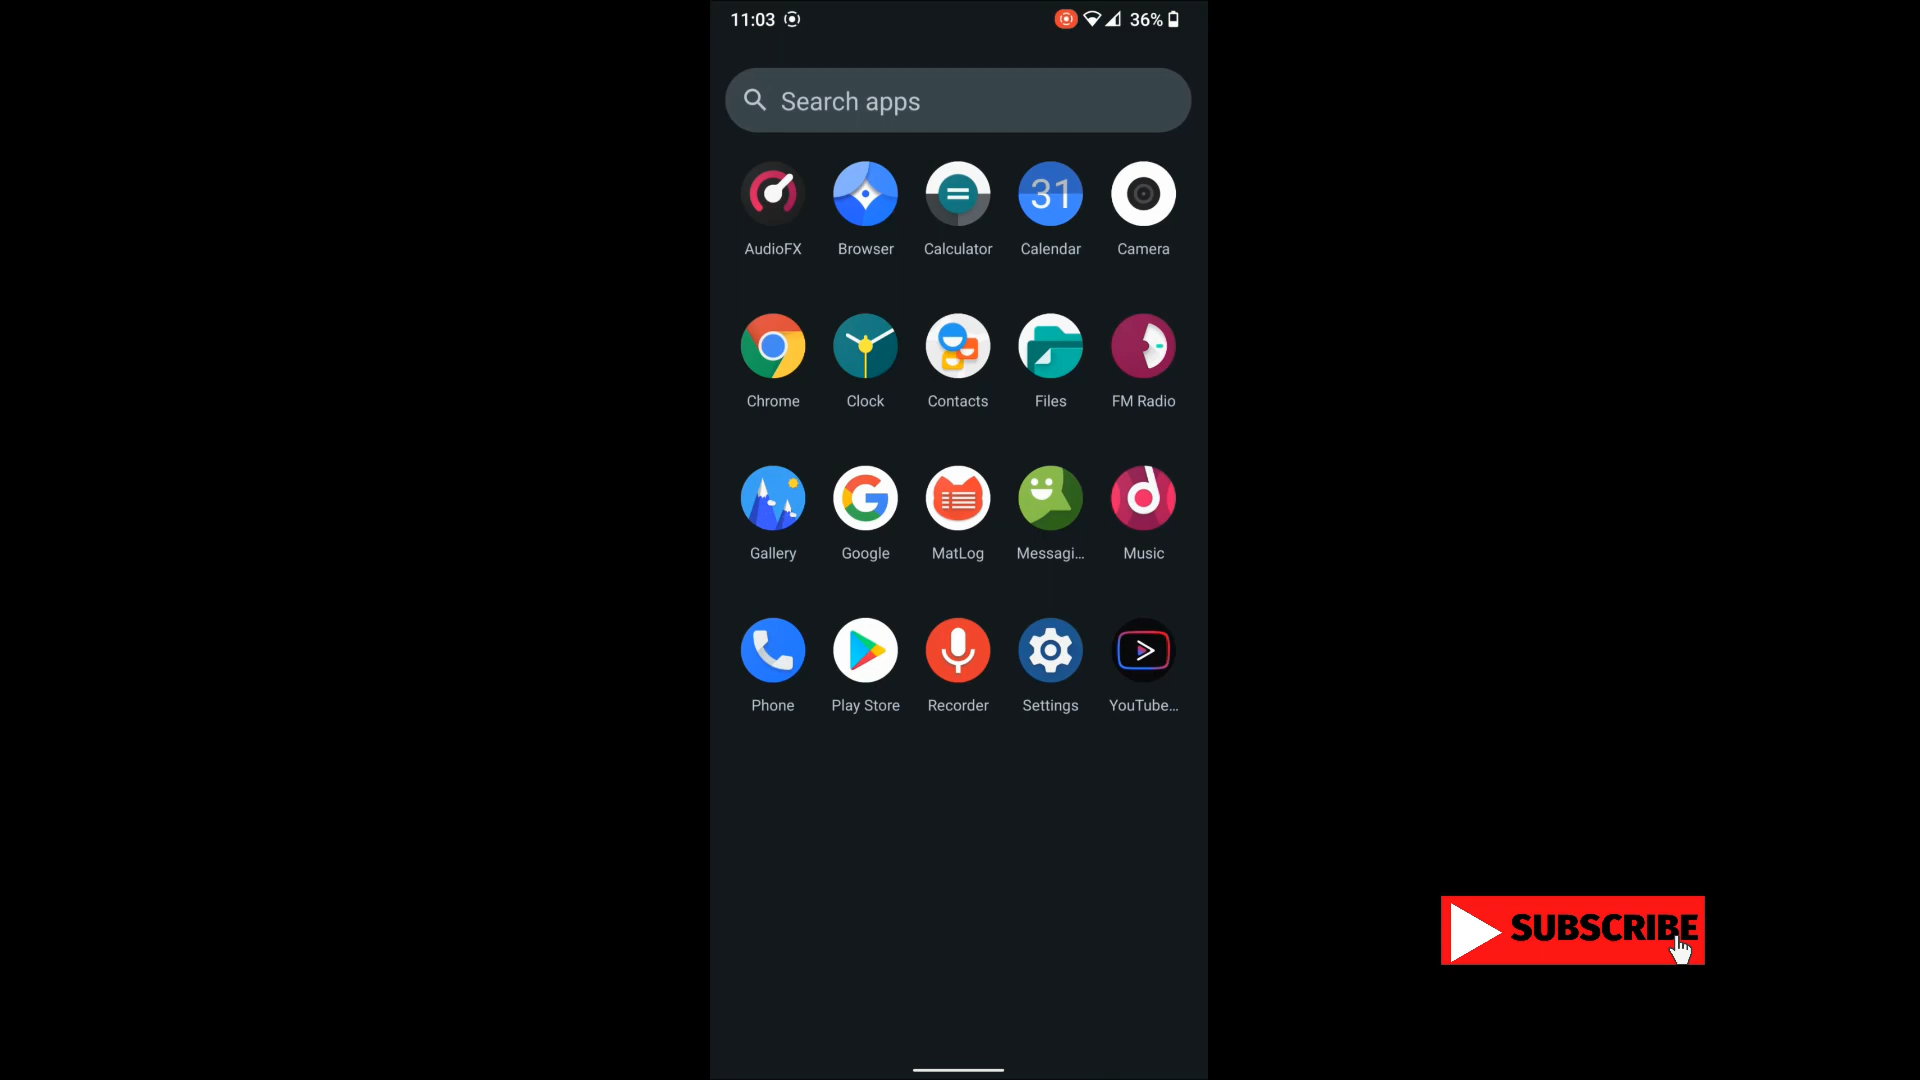 11:03 36%
Search apps
AudioFX Browser Calculator 31 Calendar Camera
Chrome Clock Contacts Files FM Radio
Gallery Google MatLog Messagi... Music
Phone Play Store Recorder Settings YouTube...
SUBSCRIBE